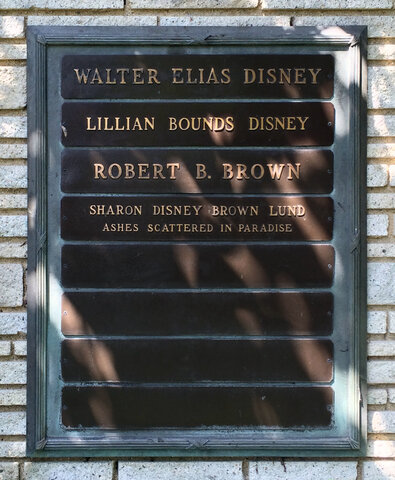 WALTER ELIAS DISNEY
LILLIAN BOUNDS DISNEY
ROBERT B. BROWN
SHARON DISNEY BROWN LUND
ASHES SCATTERED IN PARADISE